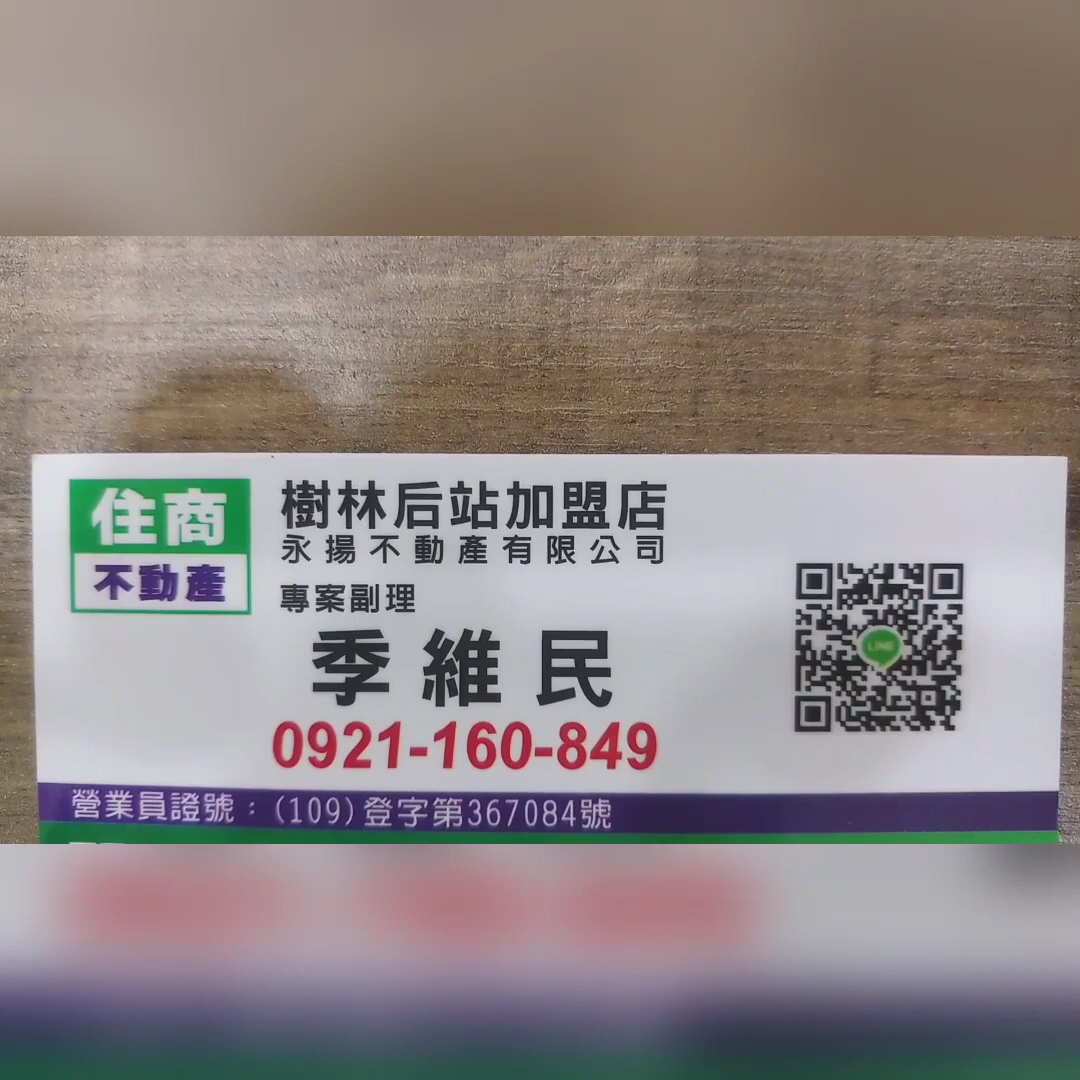 住商
不動產
樹林后站加盟店
永揚不動產有限公司
專案副理
季維民
0921-160-849
LINE
營業員證號：(109)登字第367084號